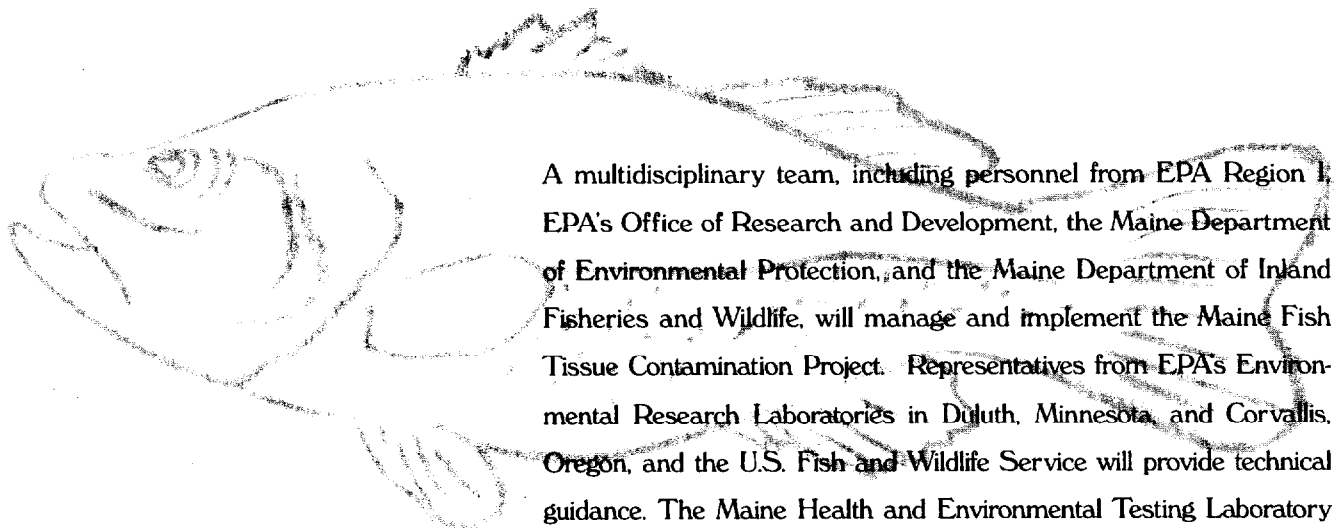 A multidisciplinary team, including personnel from EPA Region I,
EPA's Office of Research and Development, the Maine Department
of Environmental Protection, and the Maine Department of Inland
Fisheries and Wildlife, will manage and implement the Maine Fish
Tissue Contamination Project. Representatives from EPA's Environ-
mental Research Laboratories in Duluth, Minnesota, and Corvallis,
Oregon, and the U.S. Fish and Wildlife Service will provide technical
guidance. The Maine Health and Environmental Testing Laboratory